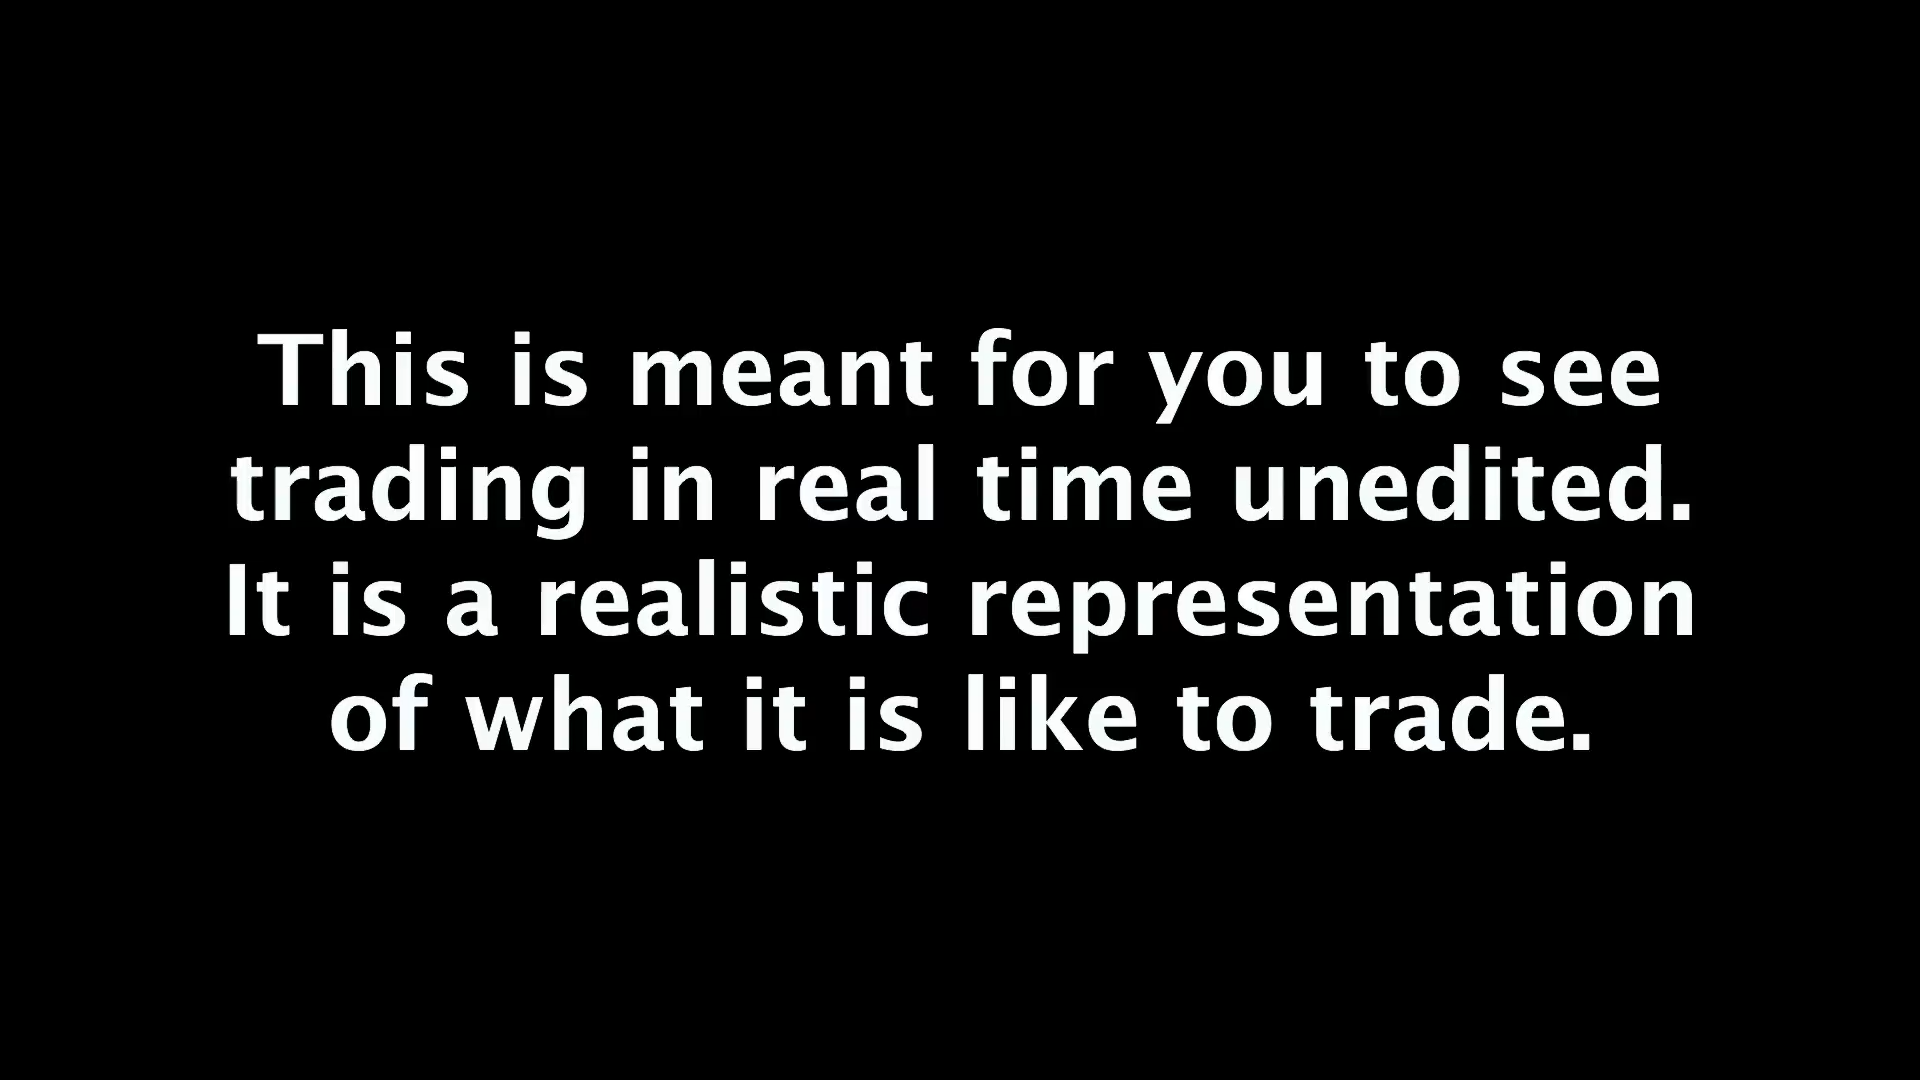 This is meant for you to see
trading in real time unedited.
It is a realistic representation
of what it is like to trade.